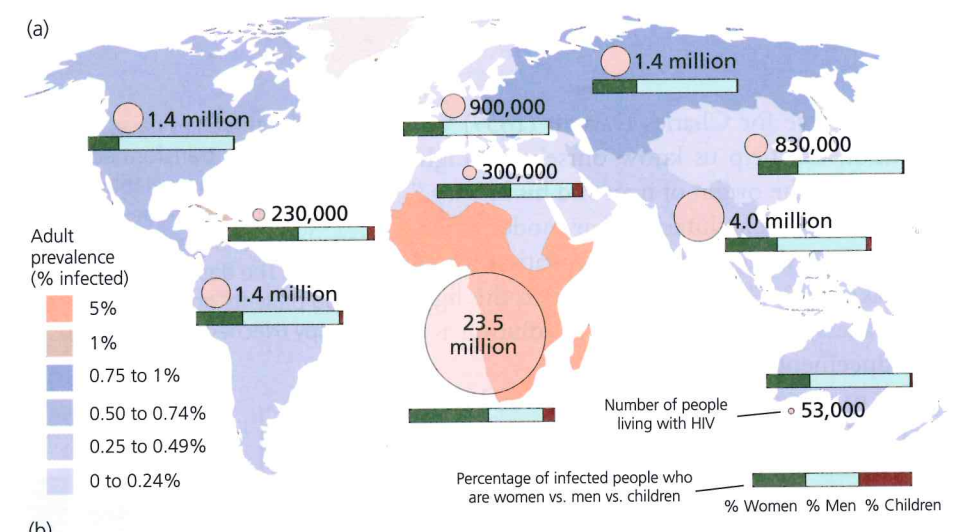 (a)
1.4 million
1.4 million
900,000
830,000
300,000
4.0 million
230,000
Adult
prevalence
(% infected)
5%
1%
0.75 to 1%
0.50 to 0.74%
0.25 to 0.49%
0 to 0.24%
1.4 million
23.5
million
Number of people
living with HIV
53,000
Percentage of infected people who
are women vs. men vs. children
% Women % Men % Children
(b)